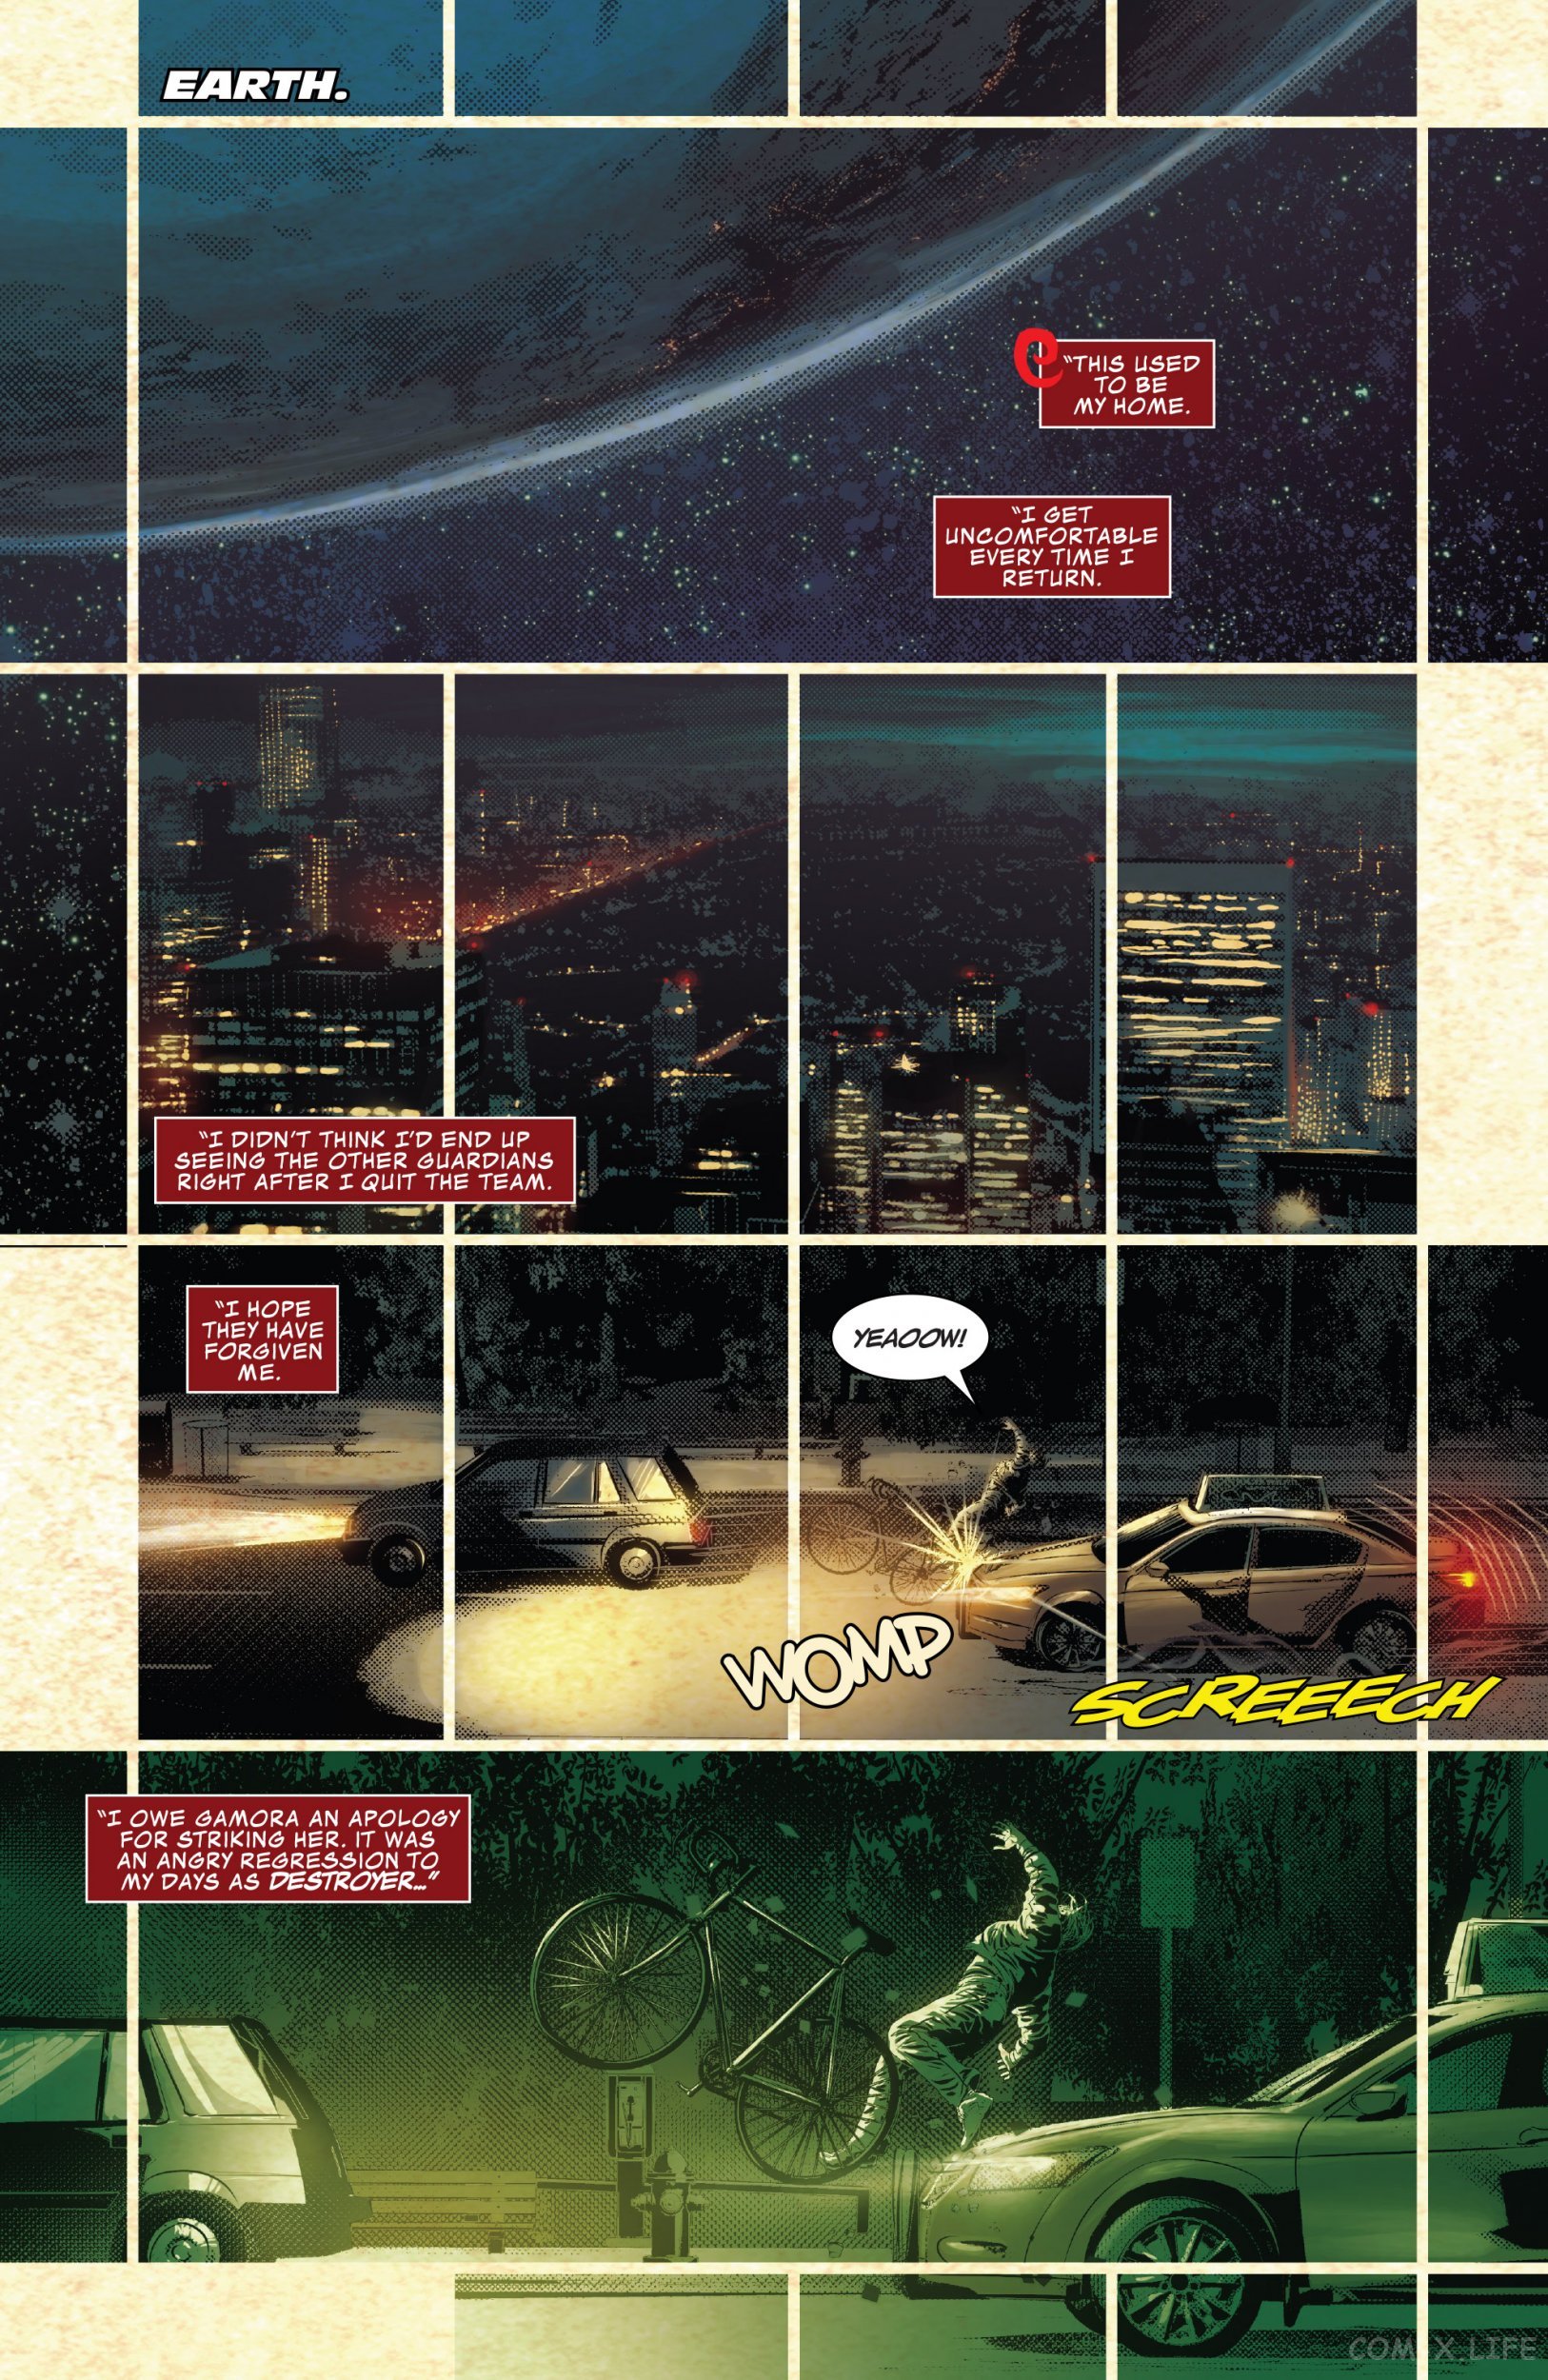 EARTH.
"THIS USED
TO BE
MY HOME.
"I GET
UNCOMFORTABLE
EVERY TIME I
RETURN.
"I DIDN'T THINK I'D END UP
SEEING THE OTHER GUARDIANS
RIGHT AFTER I QUIT THE TEAM.
"I HOPE
THEY HAVE
FORGIVEN
ME.
YEAOOW!
WOMP
SCREEECH
"I OWE GAMORA AN APOLOGY
FOR STRIKING HER. IT WAS
AN ANGRY REGRESSION TO
MY DAYS AS DESTROYER..."
COM_X_LIFE